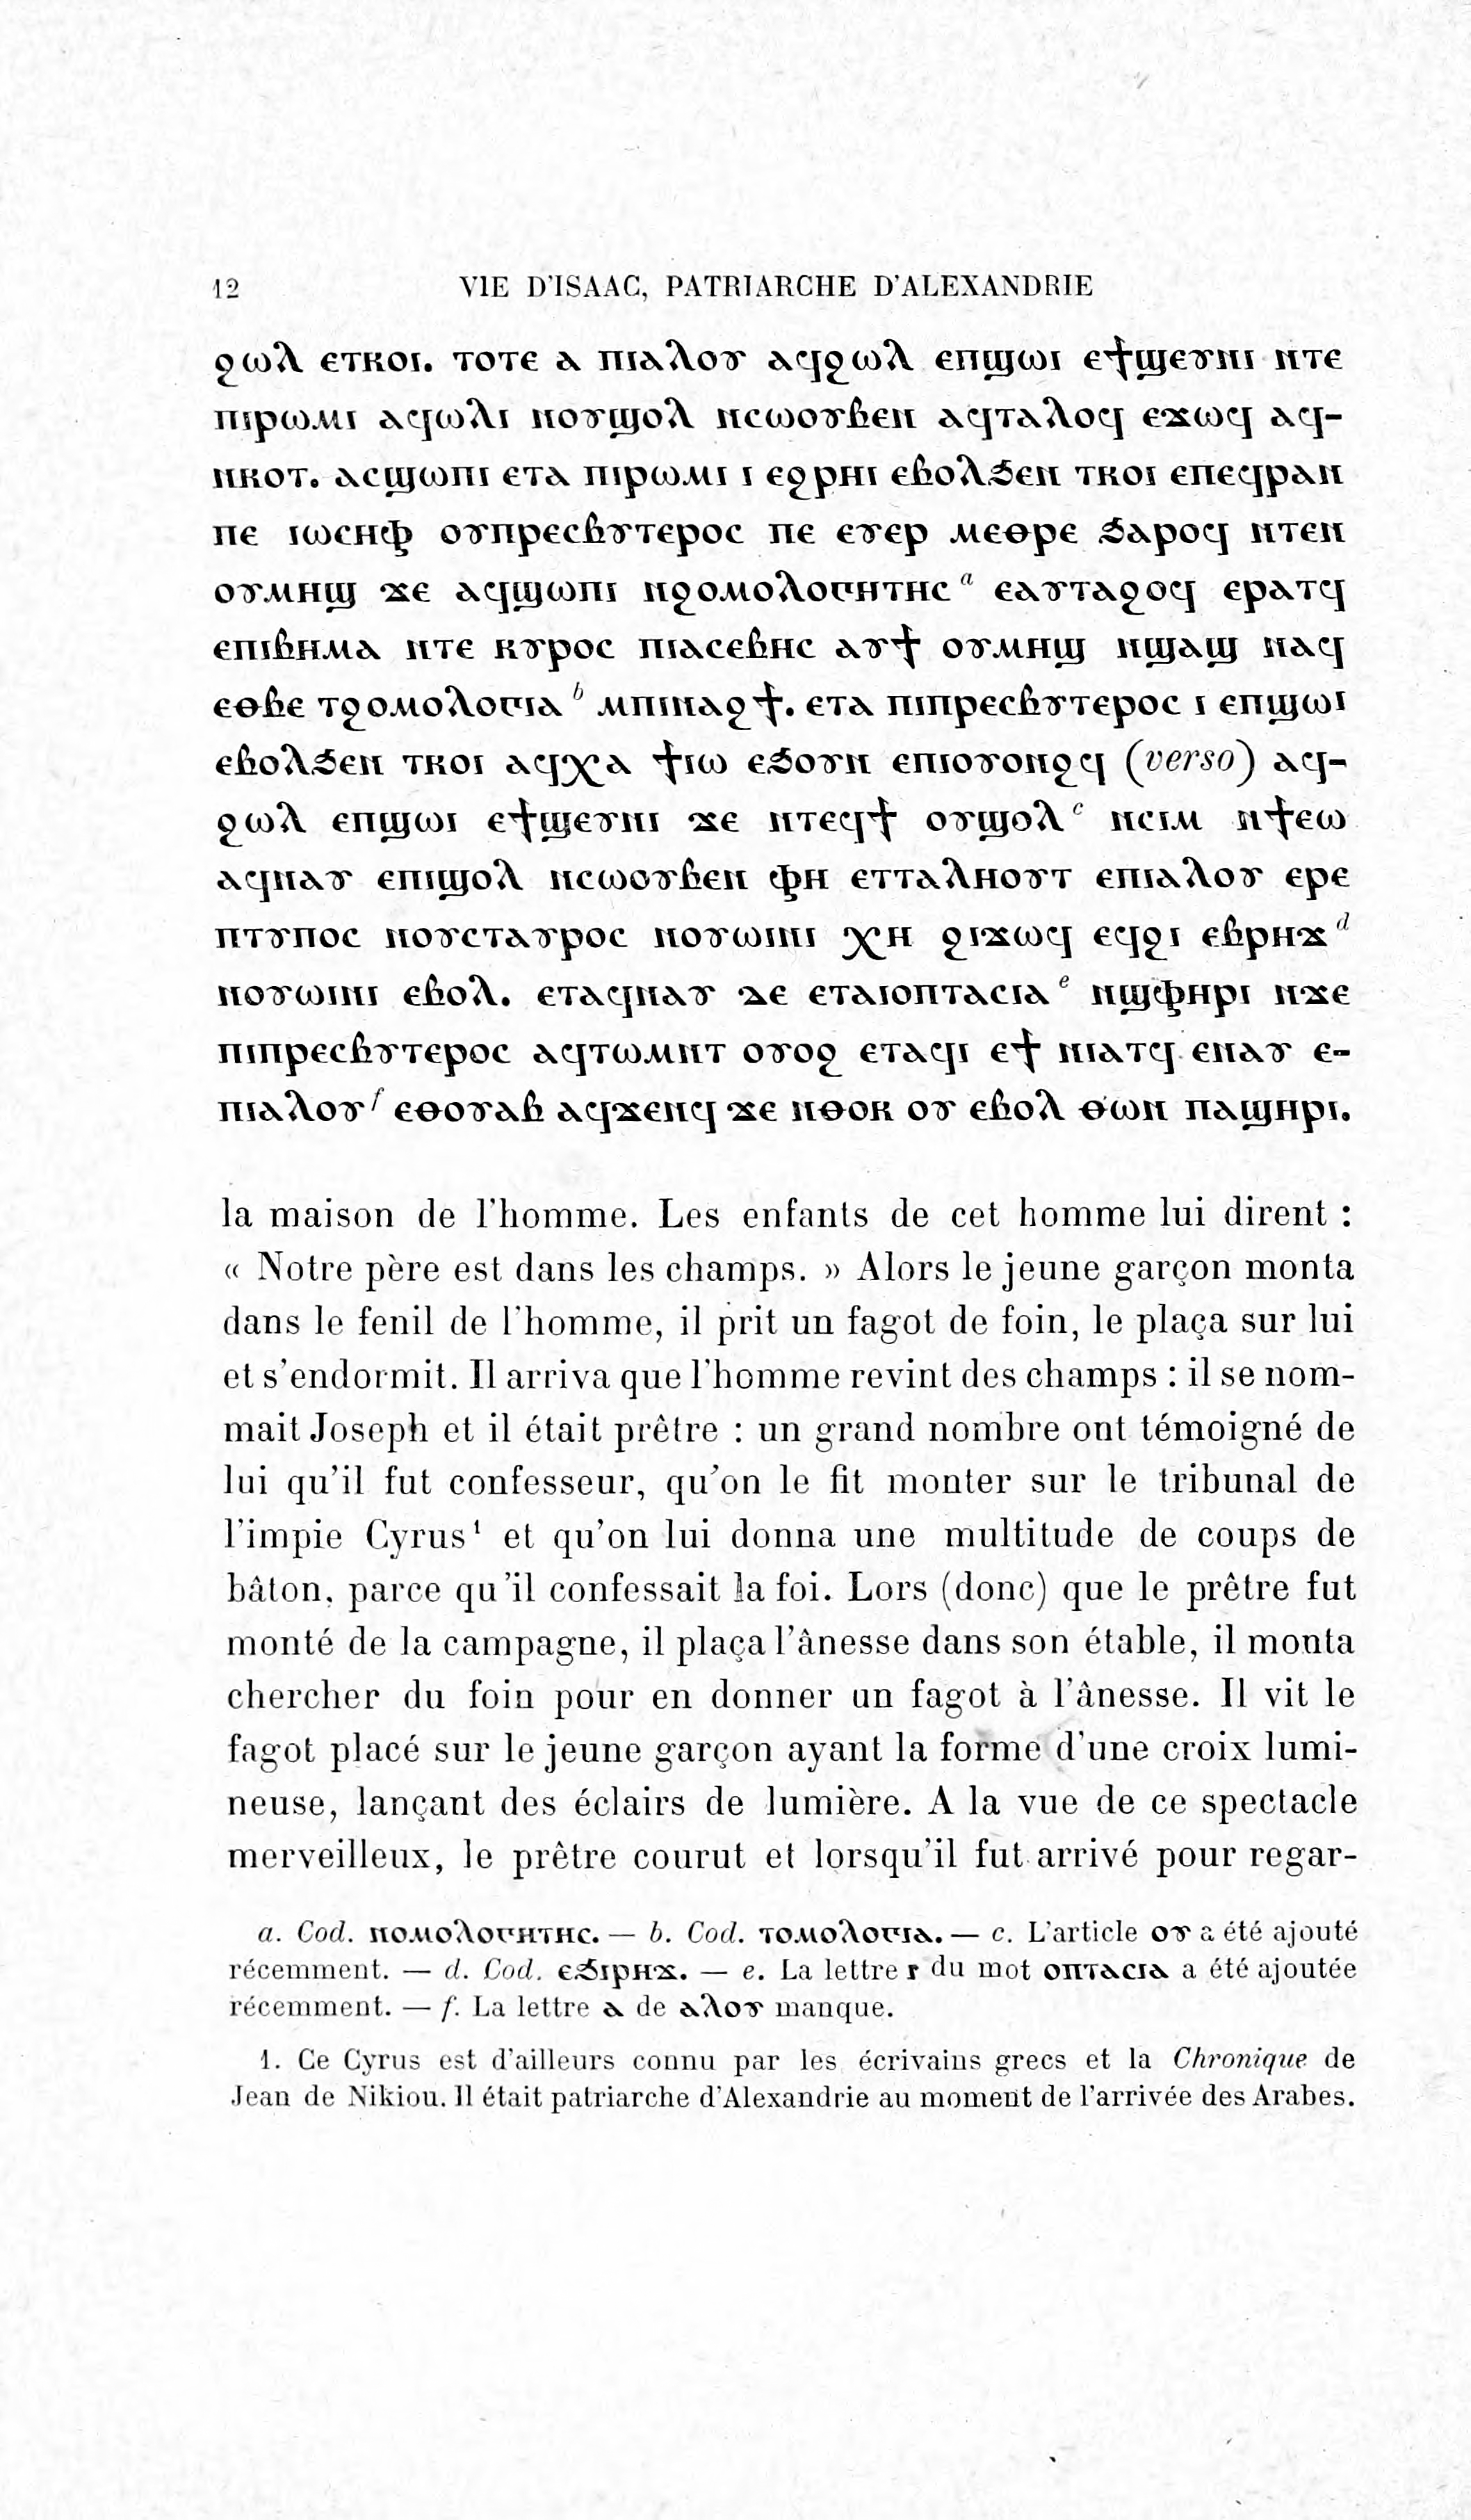 12 VIE D'ISAAC, PATRIARCHE D'ALEXANDRIE
ϩⲱⲗ ⲉⲧⲕⲟⲓ. ⲧⲟⲧⲉ ⲁ ⲡⲓⲁⲗⲟⲩ ⲁϥϩⲱⲗ ⲉⲡϣⲱⲓ ⲉϯϣⲉⲩⲛⲓ ⲛⲧⲉ
ⲡⲓⲣⲱⲙⲓ ⲁϥⲱⲗⲓ ⲛⲟⲩϣⲟⲗ ⲛⲥⲱⲟⲩⲃⲉⲛ ⲁϥⲧⲁⲗⲟϥ ⲉϫⲱϥ ⲁϥ-
ⲛⲕⲟⲧ. ⲁⲥϣⲱⲡⲓ ⲉⲧⲁ ⲡⲓⲣⲱⲙⲓ ⲓ ⲉϩⲣⲏⲓ ⲉⲃⲟⲗϧⲉⲛ ⲧⲕⲟⲓ ⲉⲡⲉϥⲣⲁⲛ
ⲡⲉ ⲓⲱⲥⲏⲫ ⲟⲩⲡⲣⲉⲥⲃⲩⲧⲉⲣⲟⲥ ⲡⲉ ⲉⲩⲉⲣ ⲙⲉⲑⲣⲉ ϧⲁⲣⲟϥ ⲛⲧⲉⲛ
ⲟⲩⲙⲏϣ ϫⲉ ⲁϥϣⲱⲡⲓ ⲛϩⲟⲙⲟⲗⲟⲅⲏⲧⲏⲥ a ⲉⲁⲩⲧⲁϩⲟϥ ⲉⲣⲁⲧϥ
ⲉⲡⲓⲃⲏⲙⲁ ⲛⲧⲉ ⲕⲩⲣⲟⲥ ⲡⲓⲁⲥⲉⲃⲏⲥ ⲁⲩϯ ⲟⲩⲙⲏϣ ⲛϣⲁϣ ⲛⲁϥ
ⲉⲑⲃⲉ ⲧϩⲟⲙⲟⲗⲟⲅⲓⲁ b ⲙⲡⲓⲛⲁϩϯ. ⲉⲧⲁ ⲡⲓⲡⲣⲉⲥⲃⲩⲧⲉⲣⲟⲥ ⲓ ⲉⲡϣⲱⲓ
ⲉⲃⲟⲗϧⲉⲛ ⲧⲕⲟⲓ ⲁϥⲭⲁ ϯⲓⲱ ⲉϧⲟⲩⲛ ⲉⲡⲓⲟⲩⲟⲛϩϥ (verso) ⲁϥ-
ϩⲱⲗ ⲉⲡϣⲱⲓ ⲉϯϣⲉⲩⲛⲓ ϫⲉ ⲛⲧⲉϥϯ ⲟⲩϣⲟⲗ c ⲛⲥⲓⲙ ⲛϯⲉⲱ
ⲁϥⲛⲁⲩ ⲉⲡⲓϣⲟⲗ ⲛⲥⲱⲟⲩⲃⲉⲛ ⲫⲏ ⲉⲧⲧⲁⲗⲏⲟⲩⲧ ⲉⲡⲓⲁⲗⲟⲩ ⲉⲣⲉ
ⲡⲧⲩⲡⲟⲥ ⲛⲟⲩⲥⲧⲁⲩⲣⲟⲥ ⲛⲟⲩⲱⲓⲛⲓ ⲭⲏ ϩⲓϫⲱϥ ⲉϥϩⲓ ⲉⲃⲣⲏϫ d
ⲛⲟⲩⲱⲓⲛⲓ ⲉⲃⲟⲗ. ⲉⲧⲁϥⲛⲁⲩ ⲇⲉ ⲉⲧⲁⲓⲟⲡⲧⲁⲥⲓⲁ e ⲛϣⲫⲏⲣⲓ ⲛϫⲉ
ⲡⲓⲡⲣⲉⲥⲃⲩⲧⲉⲣⲟⲥ ⲁϥⲧⲱⲙⲛⲧ ⲟⲩⲟϩ ⲉⲧⲁϥⲓ ⲉϯ ⲛⲓⲁⲧϥ ⲉⲛⲁⲩ ⲉ-
ⲡⲓⲁⲗⲟⲩ f ⲉⲑⲟⲩⲁⲃ ⲁϥϫⲉⲛϥ ϫⲉ ⲛⲑⲟⲕ ⲟⲩ ⲉⲃⲟⲗ ⲑⲱⲛ ⲡⲁϣⲏⲣⲓ.
la maison de l'homme. Les enfants de cet homme lui dirent :
« Notre père est dans les champs. » Alors le jeune garçon monta
dans le fenil de l'homme, il prit un fagot de foin, le plaça sur lui
et s'endormit. Il arriva que l'homme revint des champs : il se nom-
mait Joseph et il était prêtre : un grand nombre ont témoigné de
lui qu'il fut confesseur, qu'on le fit monter sur le tribunal de
l'impie Cyrus¹ et qu'on lui donna une multitude de coups de
bâton, parce qu'il confessait la foi. Lors (donc) que le prêtre fut
monté de la campagne, il plaça l'ânesse dans son étable, il monta
chercher du foin pour en donner un fagot à l'ânesse. Il vit le
fagot placé sur le jeune garçon ayant la forme d'une croix lumi-
neuse, lançant des éclairs de lumière. A la vue de ce spectacle
merveilleux, le prêtre courut et lorsqu'il fut arrivé pour regar-
a. Cod. ⲛⲟⲙⲟⲗⲟⲅⲏⲧⲏⲥ. — b. Cod. ⲧⲟⲙⲟⲗⲟⲅⲓⲁ. — c. L'article ⲟⲩ a été ajouté
récemment. — d. Cod. ⲉϧⲓⲣⲏϫ. — e. La lettre ⲓ du mot ⲟⲡⲧⲁⲥⲓⲁ a été ajoutée
récemment. — f. La lettre ⲁ de ⲁⲗⲟⲩ manque.
1. Ce Cyrus est d'ailleurs connu par les écrivains grecs et la Chronique de
Jean de Nikiou. Il était patriarche d'Alexandrie au moment de l'arrivée des Arabes.